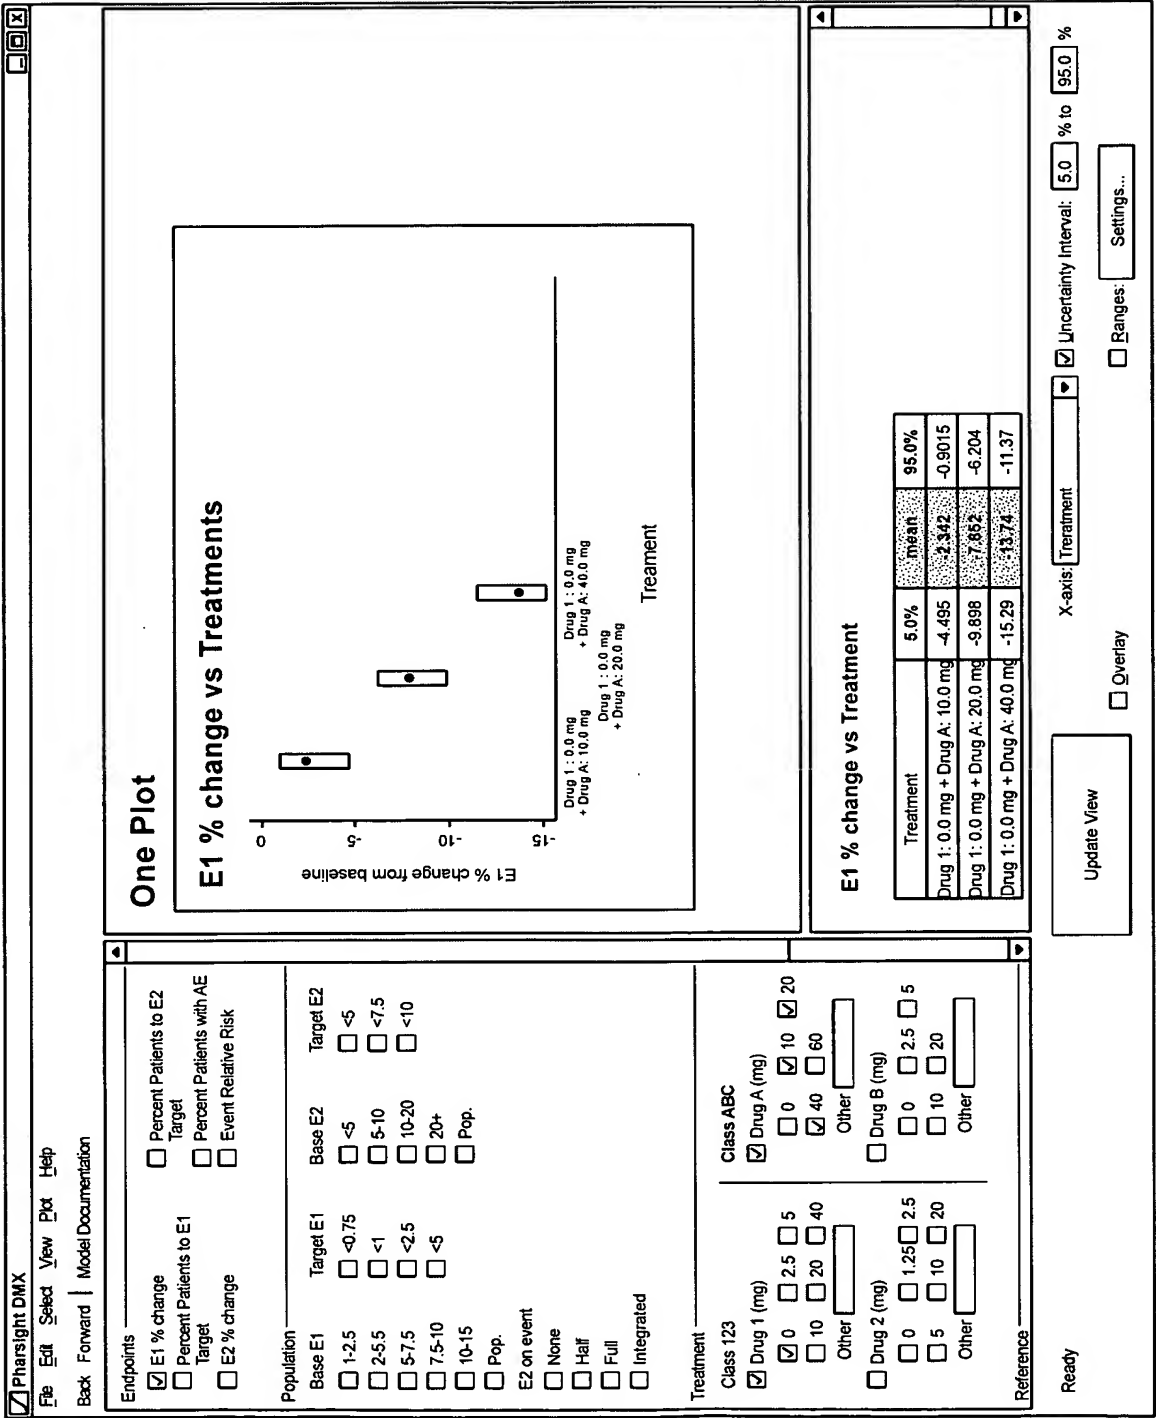 Pharsight DMX
File Edit Select View Plot Help
Back Forward | Model Documentation
Endpoints
E1 % change
Percent Patients to E1
Target
E2 % change
Percent Patients to E2
Target
Percent Patients with AE
Event Relative Risk
Population
Base E1
1-2.5
2-5.5
5-7.5
7.5-10
10-15
Pop.
Target E1
<0.75
<1
<2.5
<5
Base E2
<5
5-10
10-20
20+
Pop.
Target E2
<5
<7.5
<10
E2 on event
None
Half
Full
Integrated
Treatment
Class 123
Drug 1 (mg)
0 2.5 5
10 20 40
Other
Drug 2 (mg)
0 1.25 2.5
5 10 20
Other
Class ABC
Drug A (mg)
0 10 20
40 60
Other
Drug B (mg)
0 2.5 5
10 20
Other
Reference
One Plot
E1 % change vs Treatments
E1 % change from baseline
0
-5
-10
-15
Drug 1 : 0.0 mg
+ Drug A: 10.0 mg
Drug 1 : 0.0 mg
+ Drug A: 20.0 mg
Drug 1 : 0.0 mg
+ Drug A: 40.0 mg
Treament
E1 % change vs Treatment
Treatment 5.0% mean 95.0%
Drug 1: 0.0 mg + Drug A: 10.0 mg -4.495 -2.342 -0.9015
Drug 1: 0.0 mg + Drug A: 20.0 mg -9.898 -7.852 -6.204
Drug 1: 0.0 mg + Drug A: 40.0 mg -15.29 -13.74 -11.37
Update View
X-axis: Treratment
Uncertainty Interval: 5.0 % to 95.0 %
Overlay
Ranges: Settings...
Ready